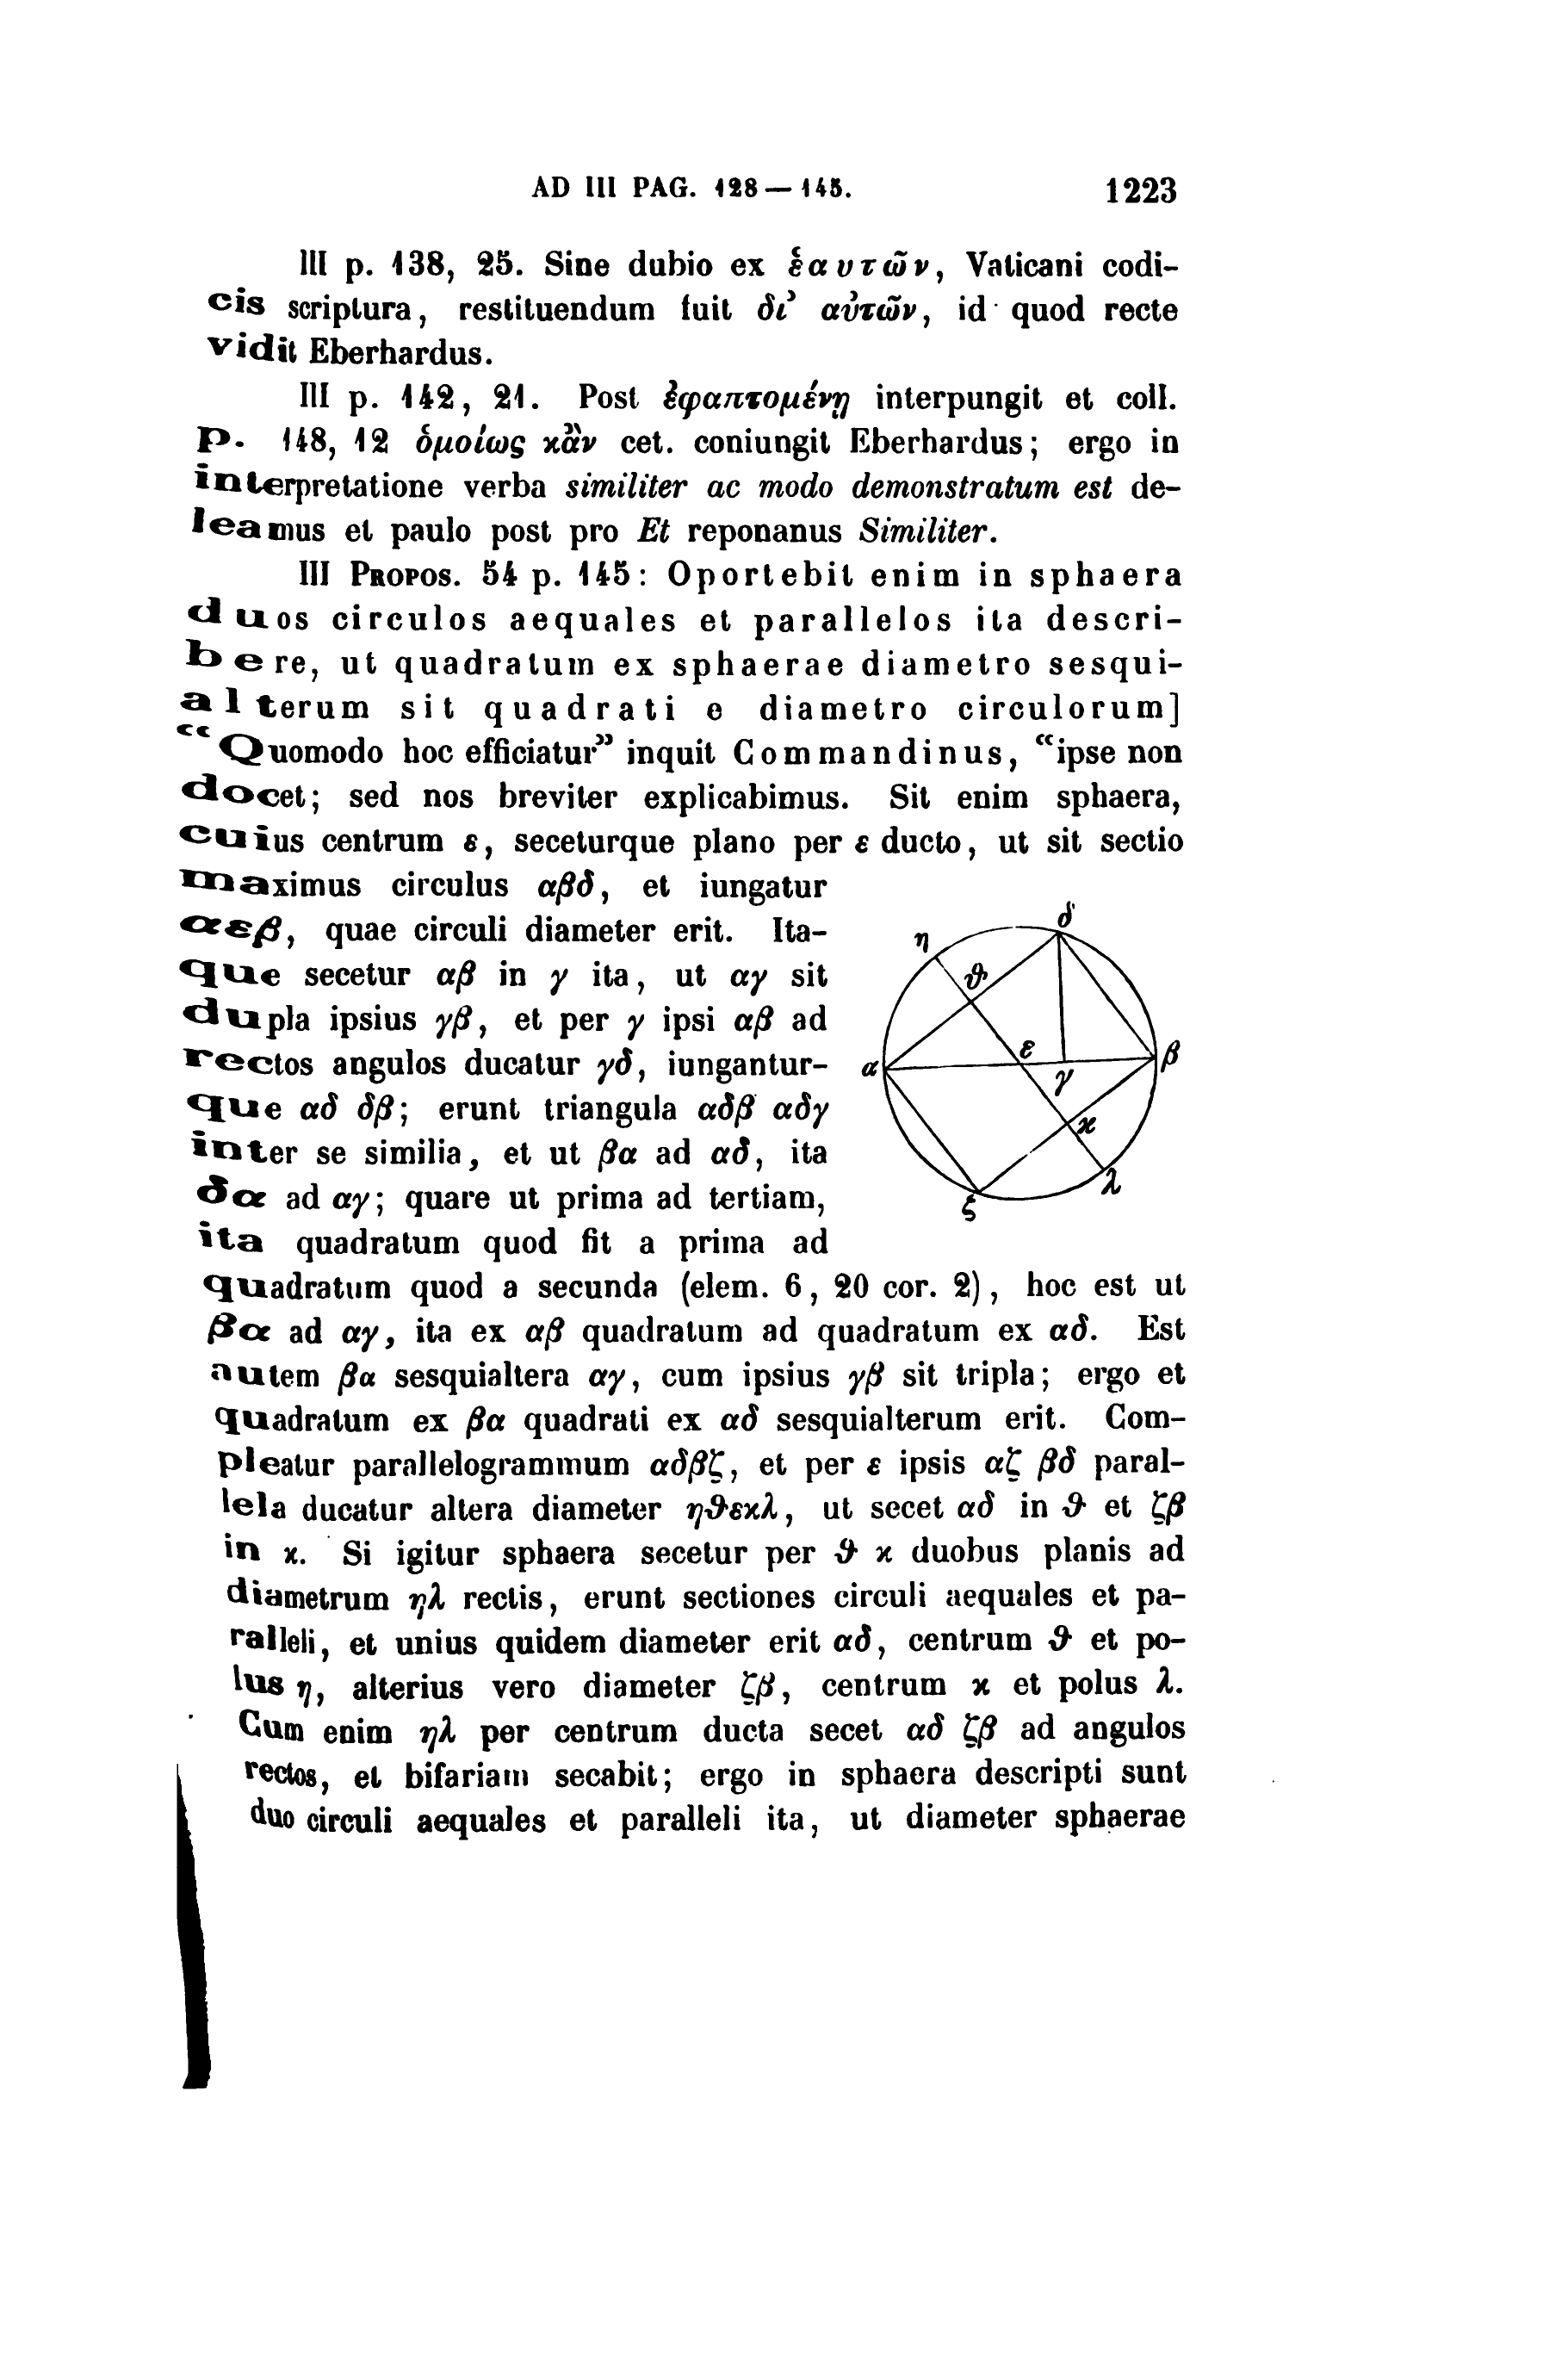 AD III PAG. 128—145. 1223
III p. 138, 25. Sine dubio ex ἑαυτῶν, Vaticani codi-
cis scriptura, restituendum fuit δι᾽ αὐτῶν, id quod recte
vidit Eberhardus.
III p. 142, 21. Post ἐφαπτομένῃ interpungit et coll.
p. 148, 12 ὁμοίως κἂν cet. coniungit Eberhardus; ergo in
interpretatione verba similiter ac modo demonstratum est de-
leamus et paulo post pro Et reponanus Similiter.
III Propos. 54 p. 145: Oportebit enim in sphaera
duos circulos aequales et parallelos ita descri-
bere, ut quadratum ex sphaerae diametro sesqui-
alterum sit quadrati e diametro circulorum]
“Quomodo hoc efficiatur” inquit Commandinus, “ipse non
docet; sed nos breviter explicabimus. Sit enim sphaera,
cuius centrum ε, seceturque plano per ε ducto, ut sit sectio
maximus circulus αβδ, et iungatur
αεβ, quae circuli diameter erit. Ita-
que secetur αβ in γ ita, ut αγ sit
dupla ipsius γβ, et per γ ipsi αβ ad
rectos angulos ducatur γδ, iungantur-
que αδ δβ; erunt triangula αδβ αδγ
inter se similia, et ut βα ad αδ, ita
δα ad αγ; quare ut prima ad tertiam,
ita quadratum quod fit a prima ad
quadratum quod a secunda (elem. 6, 20 cor. 2), hoc est ut
βα ad αγ, ita ex αβ quadratum ad quadratum ex αδ. Est
autem βα sesquialtera αγ, cum ipsius γβ sit tripla; ergo et
quadratum ex βα quadrati ex αδ sesquialterum erit. Com-
pleatur parallelogrammum αδβζ, et per ε ipsis αζ βδ paral-
lela ducatur altera diameter ηϑεκλ, ut secet αδ in ϑ et ζβ
in κ. Si igitur sphaera secetur per ϑ κ duobus planis ad
diametrum ηλ rectis, erunt sectiones circuli aequales et pa-
ralleli, et unius quidem diameter erit αδ, centrum ϑ et po-
lus η, alterius vero diameter ζβ, centrum κ et polus λ.
Cum enim ηλ per centrum ducta secet αδ ζβ ad angulos
rectos, et bifariam secabit; ergo in sphaera descripti sunt
duo circuli aequales et paralleli ita, ut diameter sphaerae
δ
η
ϑ
ε
α
β
γ
κ
λ
ξ